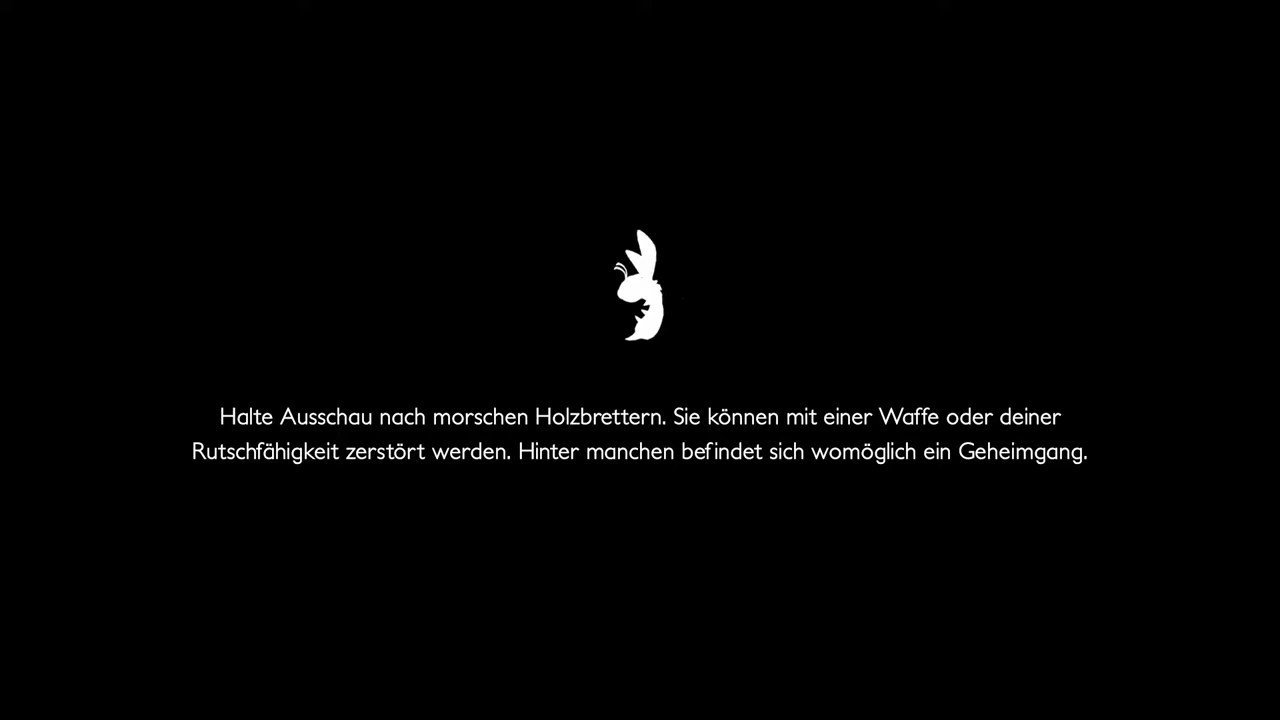 Halte Ausschau nach morschen Holzbrettern. Sie können mit einer Waffe oder deiner
Rutschfähigkeit zerstört werden. Hinter manchen befindet sich womöglich ein Geheimgang.